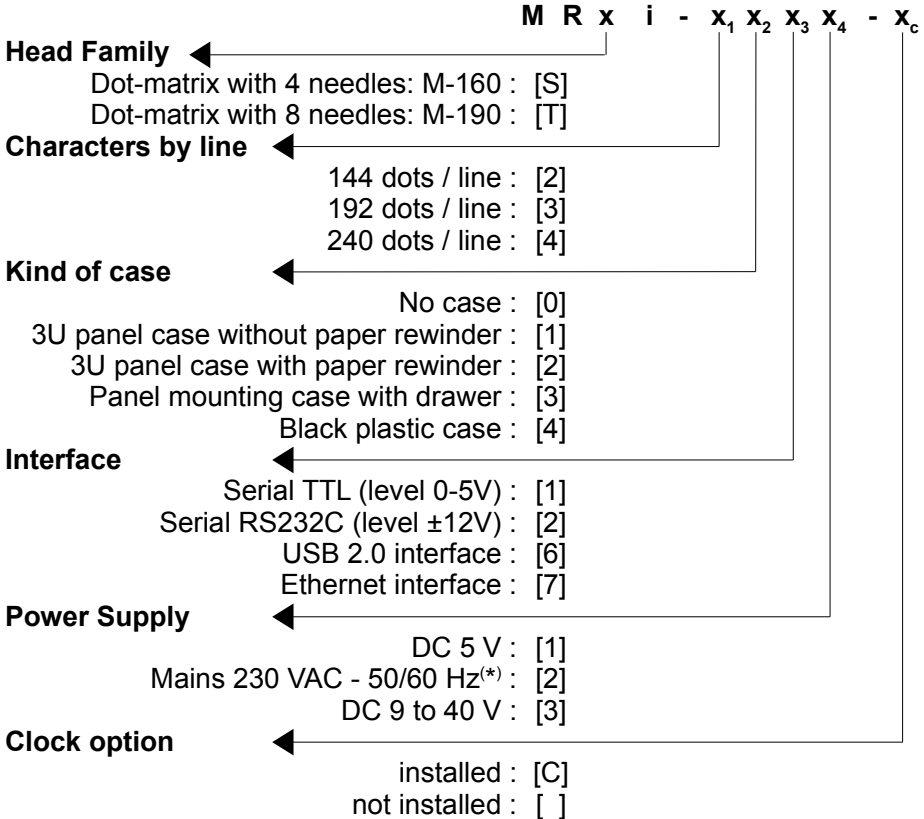 M R x i - x1 x2 x3 x4 - xc
Head Family
Dot-matrix with 4 needles: M-160 : [S]
Dot-matrix with 8 needles: M-190 : [T]
Characters by line
144 dots / line : [2]
192 dots / line : [3]
240 dots / line : [4]
Kind of case
No case : [0]
3U panel case without paper rewinder : [1]
3U panel case with paper rewinder : [2]
Panel mounting case with drawer : [3]
Black plastic case : [4]
Interface
Serial TTL (level 0-5V) : [1]
Serial RS232C (level ±12V) : [2]
USB 2.0 interface : [6]
Ethernet interface : [7]
Power Supply
DC 5 V : [1]
Mains 230 VAC - 50/60 Hz(*) : [2]
DC 9 to 40 V : [3]
Clock option
installed : [C]
not installed : [ ]